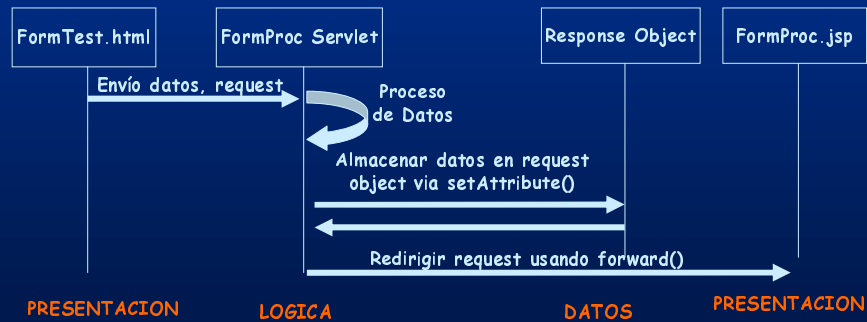 FormTest.html
FormProc Servlet
Response Object
FormProc.jsp
Envío datos, request
Proceso
de Datos
Almacenar datos en request
object via setAttribute()
Redirigir request usando forward()
PRESENTACION
LOGICA
DATOS
PRESENTACION